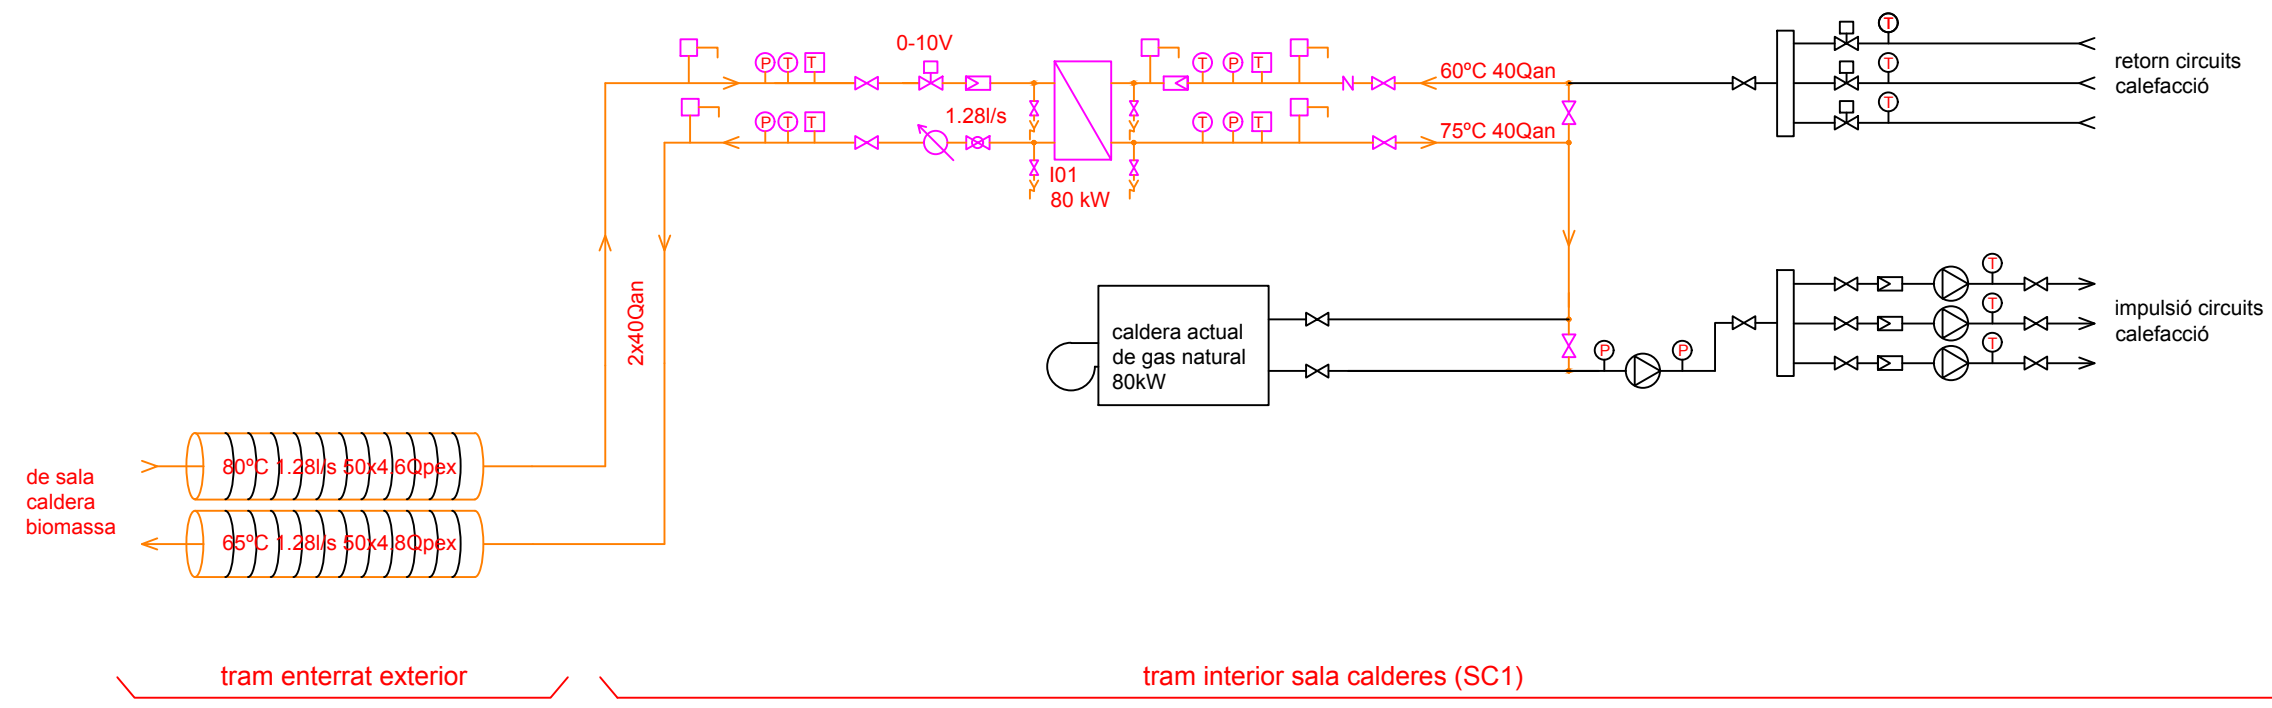 0-10V
P T T
T P T
60ºC 40Qan
T
T
T
retorn circuits
calefacció
P T T
1.28l/s
T P T
75ºC 40Qan
I01
80 kW
2x40Qan
caldera actual
de gas natural
80kW
P
P
T
T
T
impulsió circuits
calefacció
de sala
caldera
biomassa
80ºC 1.28l/s 50x4.6Qpex
65ºC 1.28l/s 50x4.8Qpex
tram enterrat exterior
tram interior sala calderes (SC1)